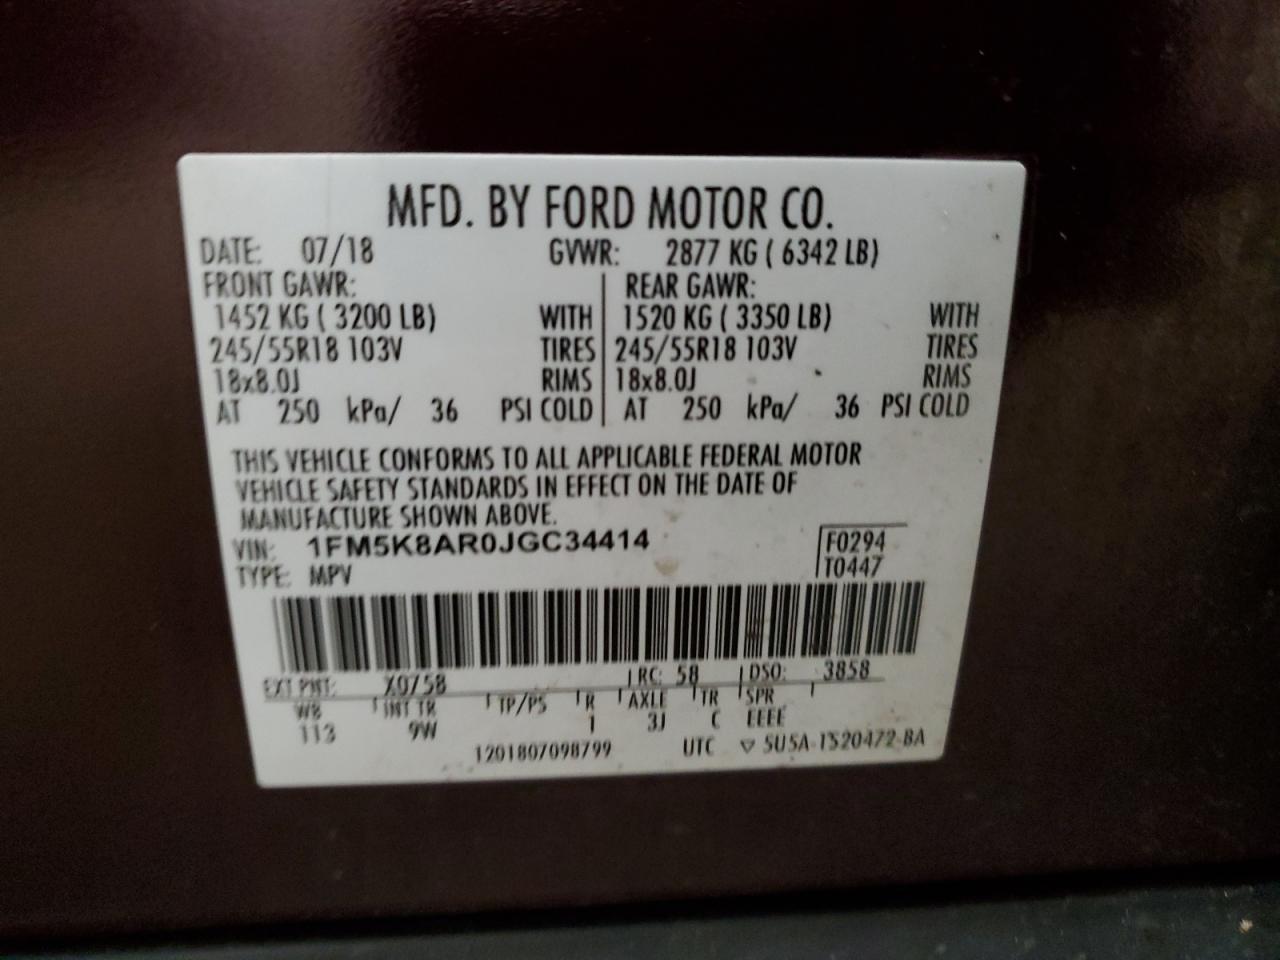 MFD. BY FORD MOTOR CO.
DATE: 07/18 GVWR: 2877 KG ( 6342 LB)
FRONT GAWR: REAR GAWR:
1452 KG ( 3200 LB) WITH 1520 KG ( 3350 LB) WITH
245/55R18 103V TIRES 245/55R18 103V TIRES
18x8.0J RIMS 18x8.0J RIMS
AT 250 kPa/ 36 PSI COLD AT 250 kPa/ 36 PSI COLD
THIS VEHICLE CONFORMS TO ALL APPLICABLE FEDERAL MOTOR
VEHICLE SAFETY STANDARDS IN EFFECT ON THE DATE OF
MANUFACTURE SHOWN ABOVE.
VIN: 1FM5K8AR0JGC34414 F0294
TYPE: MPV T0447
EXT PNT: X0758 RC: 58 DSO: 3858
WB INT TR TP/PS R AXLE TR SPR
113 9W 1 3J C EEEE
1201807098799 UTC ▽ 5U5A-1520472-BA